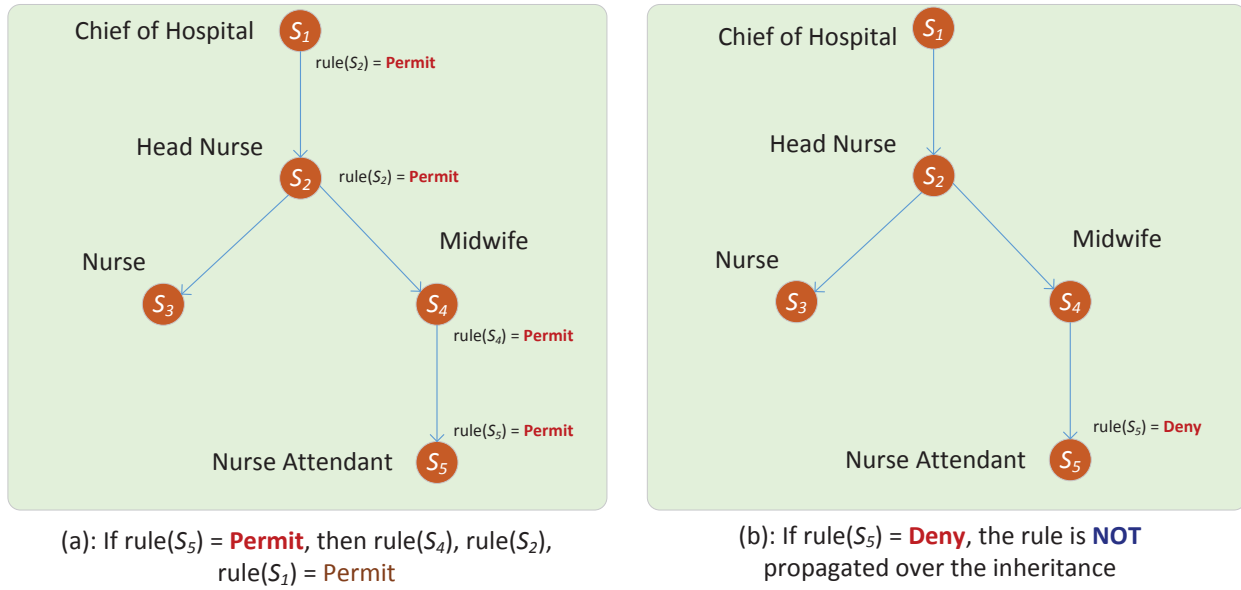 Chief of Hospital
S1
rule(S2) = Permit
Head Nurse
S2
rule(S2) = Permit
Midwife
Nurse
S3
S4
rule(S4) = Permit
rule(S5) = Permit
Nurse Attendant
S5
(a): If rule(S5) = Permit, then rule(S4), rule(S2),
rule(S1) = Permit
Chief of Hospital
S1
Head Nurse
S2
Midwife
Nurse
S3
S4
rule(S5) = Deny
Nurse Attendant
S5
(b): If rule(S5) = Deny, the rule is NOT
propagated over the inheritance